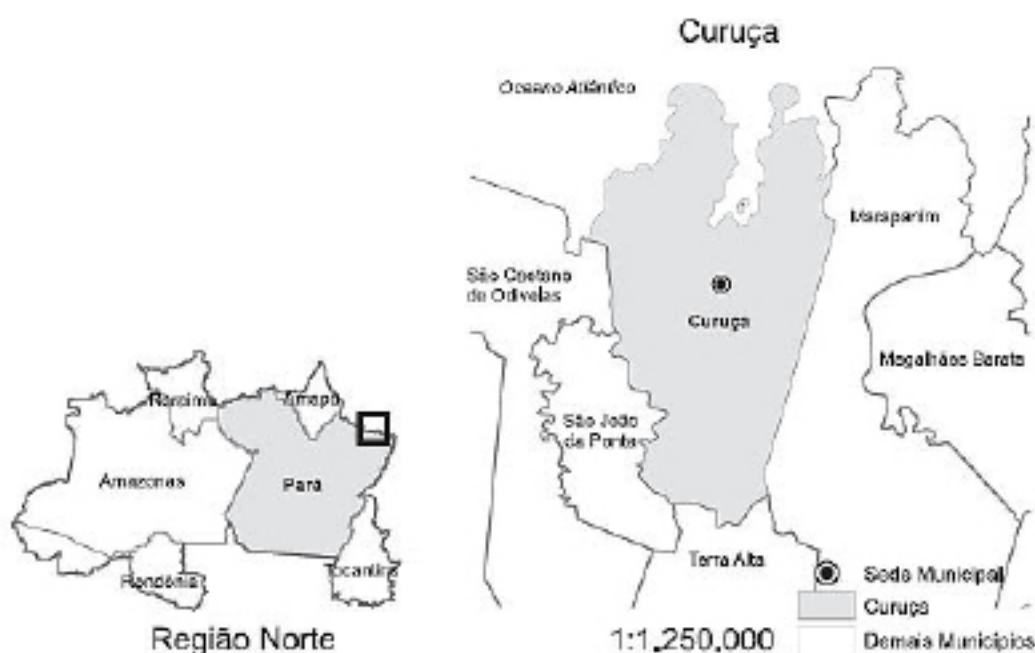 Curuça
Oceano Atlântico
Marapanim
São Caetano
de Odivelas
Curuça
Magalhães Barata
São João
da Ponta
Terra Alta
Roraima
Amapá
Amazonas
Pará
Rondônia
Tocantins
Região Norte
1:1,250,000
Sede Municipal
Curuça
Demais Municípios